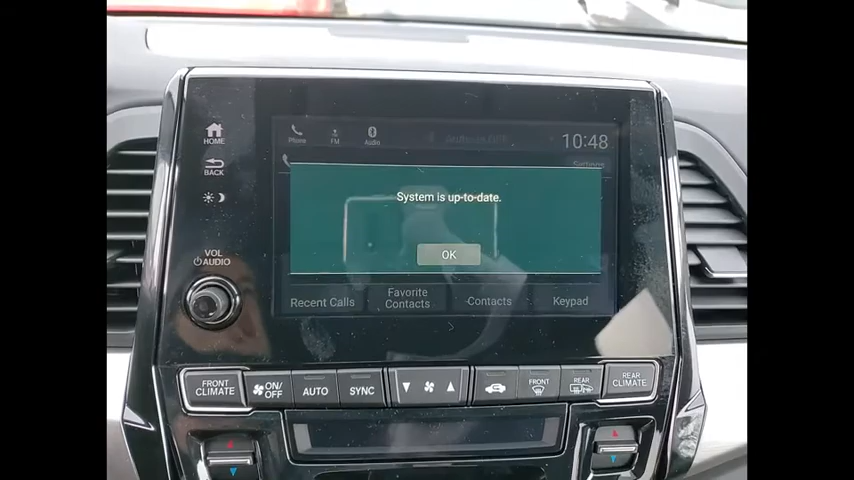 HOME
Phone
FM
Audio
10:48
BACK
Settings
System is up-to-date.
OK
VOL
AUDIO
Recent Calls
Favorite
Contacts
Contacts
Keypad
FRONT
CLIMATE
ON/
OFF
AUTO
SYNC
FRONT
REAR
REAR
CLIMATE